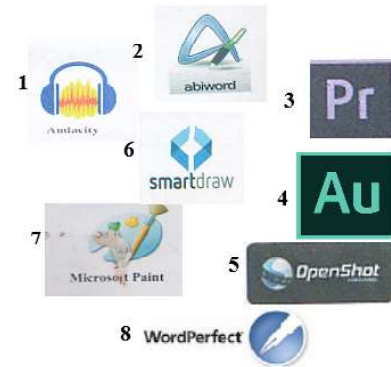 1
Audacity
2
abiword
3
Pr
6
smartdraw
4
Au
7
Microsoft Paint
5
OpenShot
8 WordPerfect